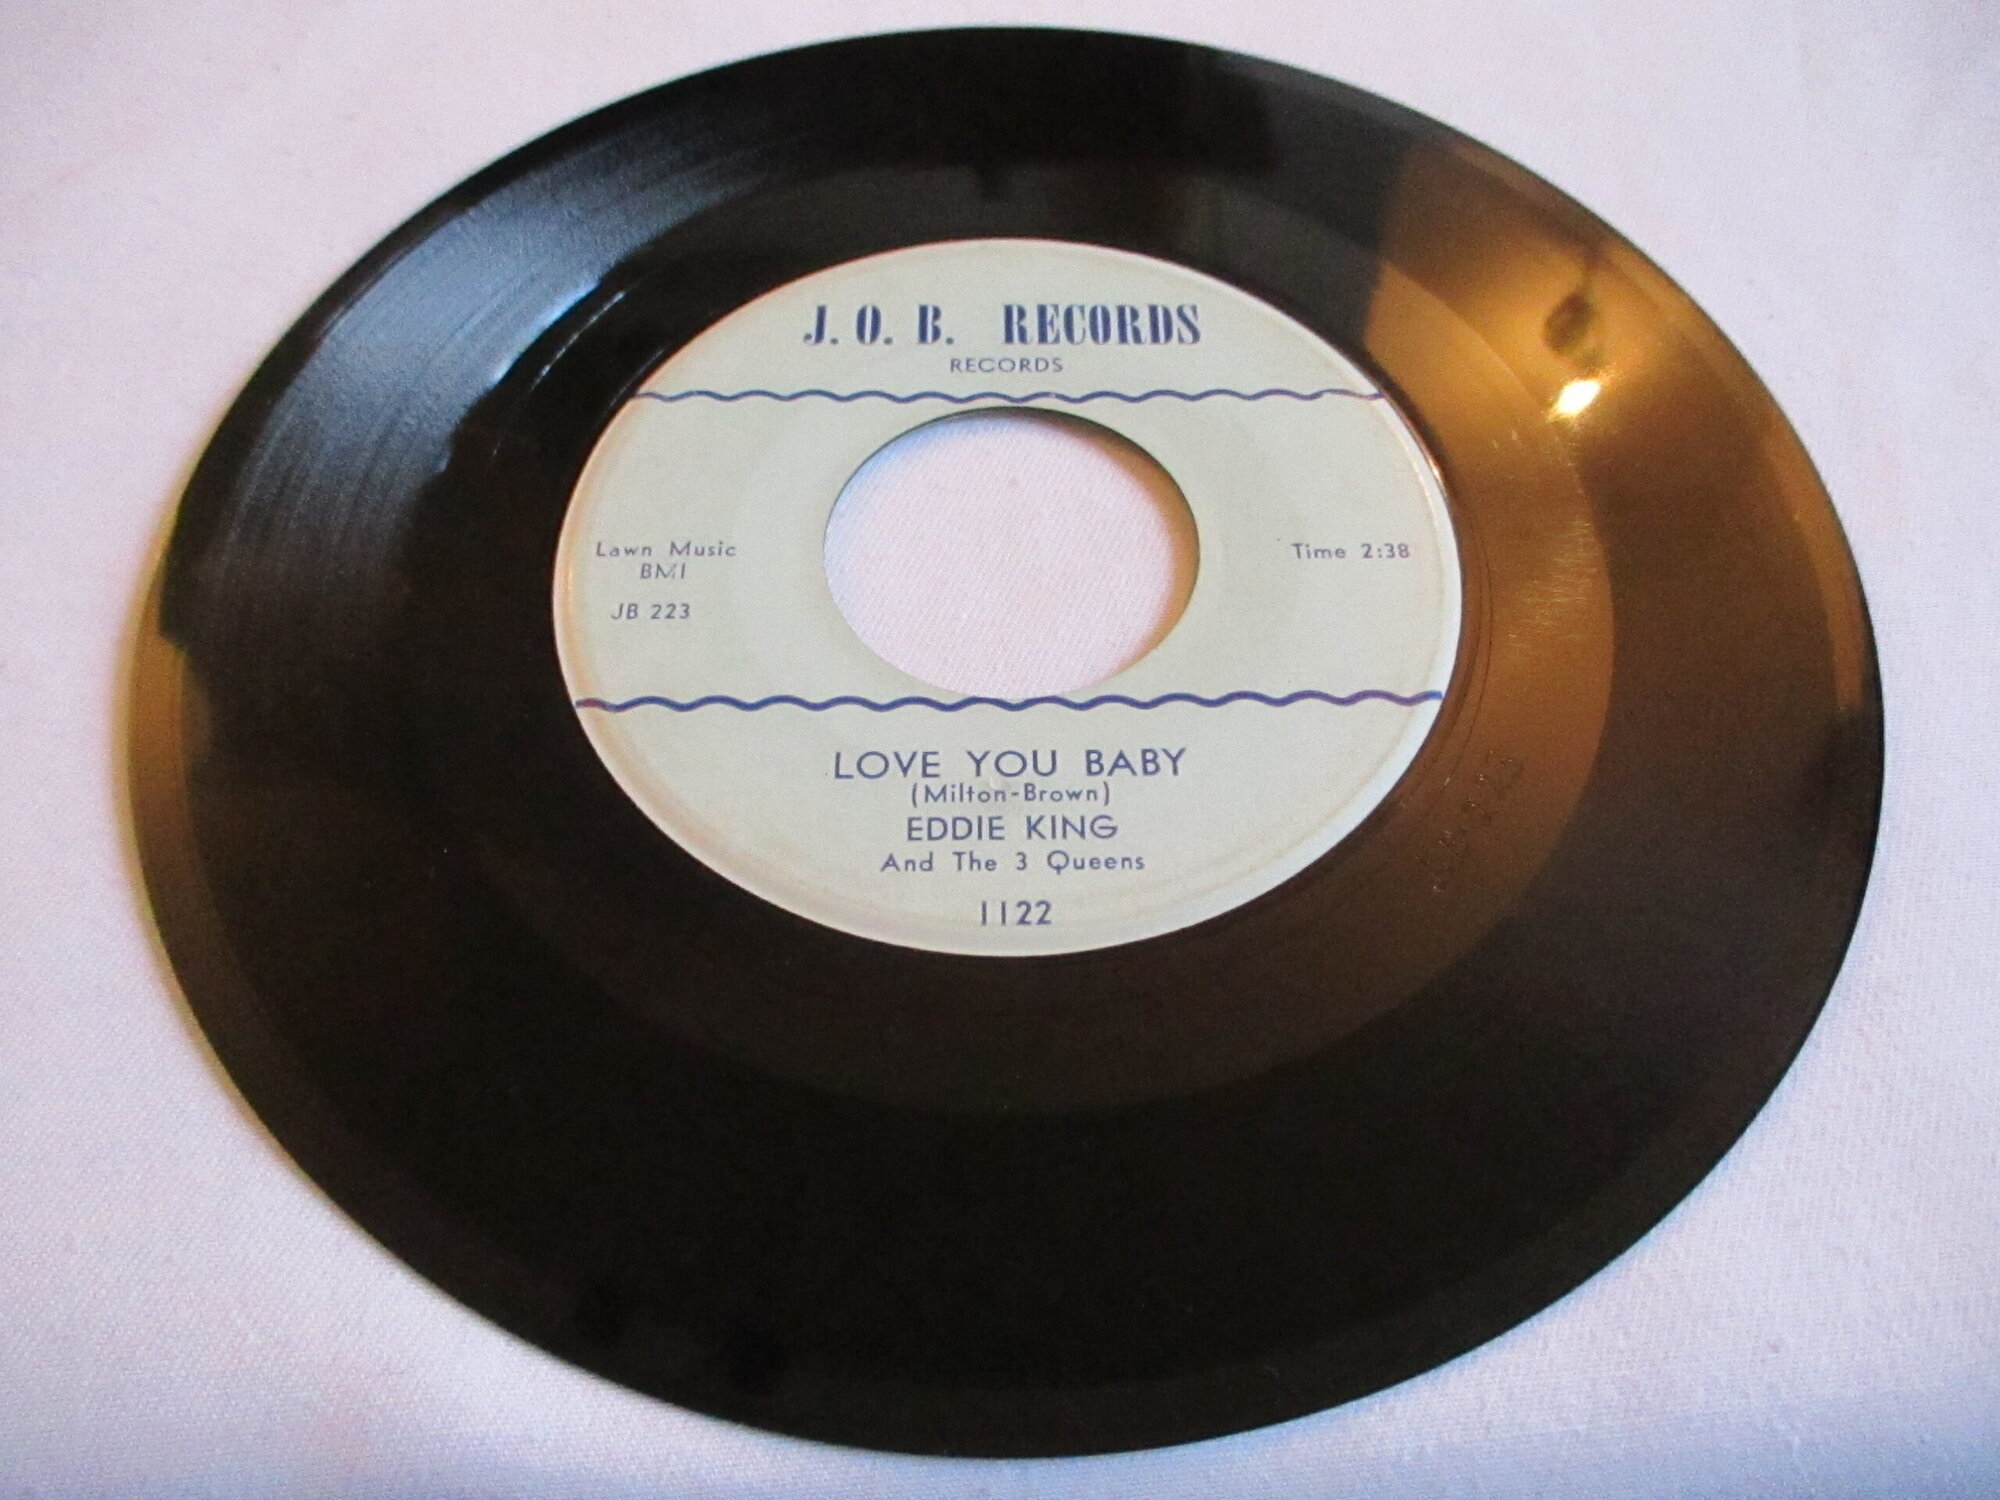 J. O. B. RECORDS
RECORDS
Lawn Music
BMI
JB 223
Time 2:38
LOVE YOU BABY
(Milton-Brown)
EDDIE KING
And The 3 Queens
1122